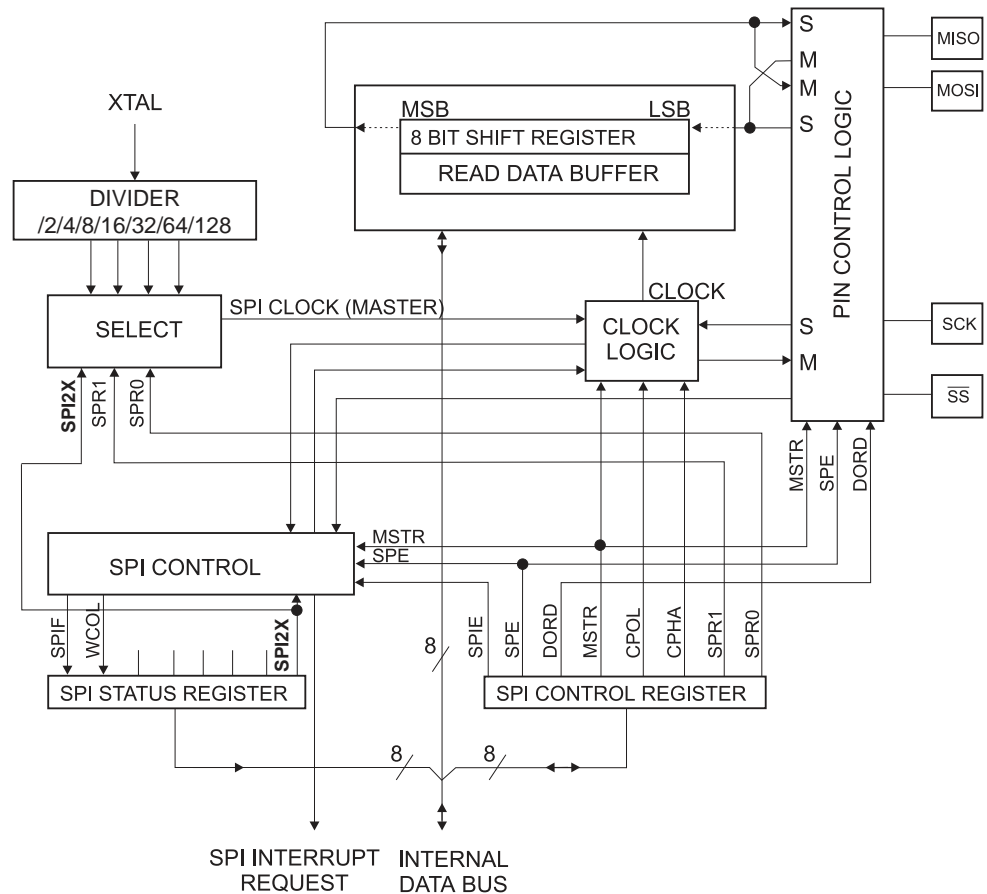 S
MISO
M
M
MOSI
S
XTAL
MSB
LSB
8 BIT SHIFT REGISTER
READ DATA BUFFER
DIVIDER
/2/4/8/16/32/64/128
PIN CONTROL LOGIC
SPI CLOCK (MASTER)
CLOCK
SELECT
CLOCK
LOGIC
S
M
SCK
SS
SPI2X
SPR1
SPR0
MSTR
SPE
DORD
MSTR
SPE
SPI CONTROL
SPIF
WCOL
SPI2X
8
SPIE
SPE
DORD
MSTR
CPOL
CPHA
SPR1
SPR0
SPI STATUS REGISTER
SPI CONTROL REGISTER
8
8
SPI INTERRUPT
REQUEST
INTERNAL
DATA BUS